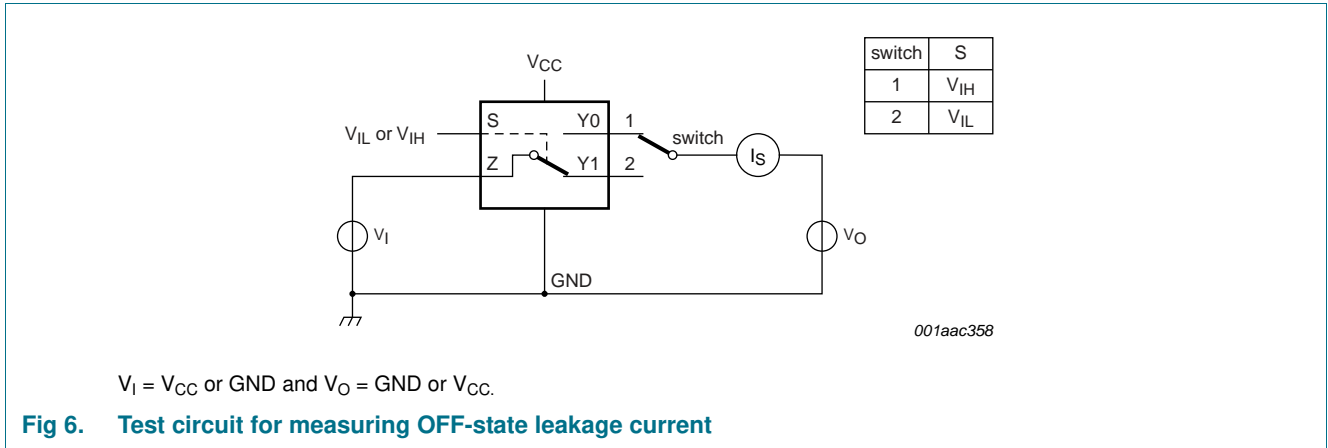 VCC
switch S
1 VIH
2 VIL
VIL or VIH
S Y0 1
switch
IS
Z Y1 2
VI
VO
GND
001aac358
VI = VCC or GND and VO = GND or VCC.
Fig 6. Test circuit for measuring OFF-state leakage current